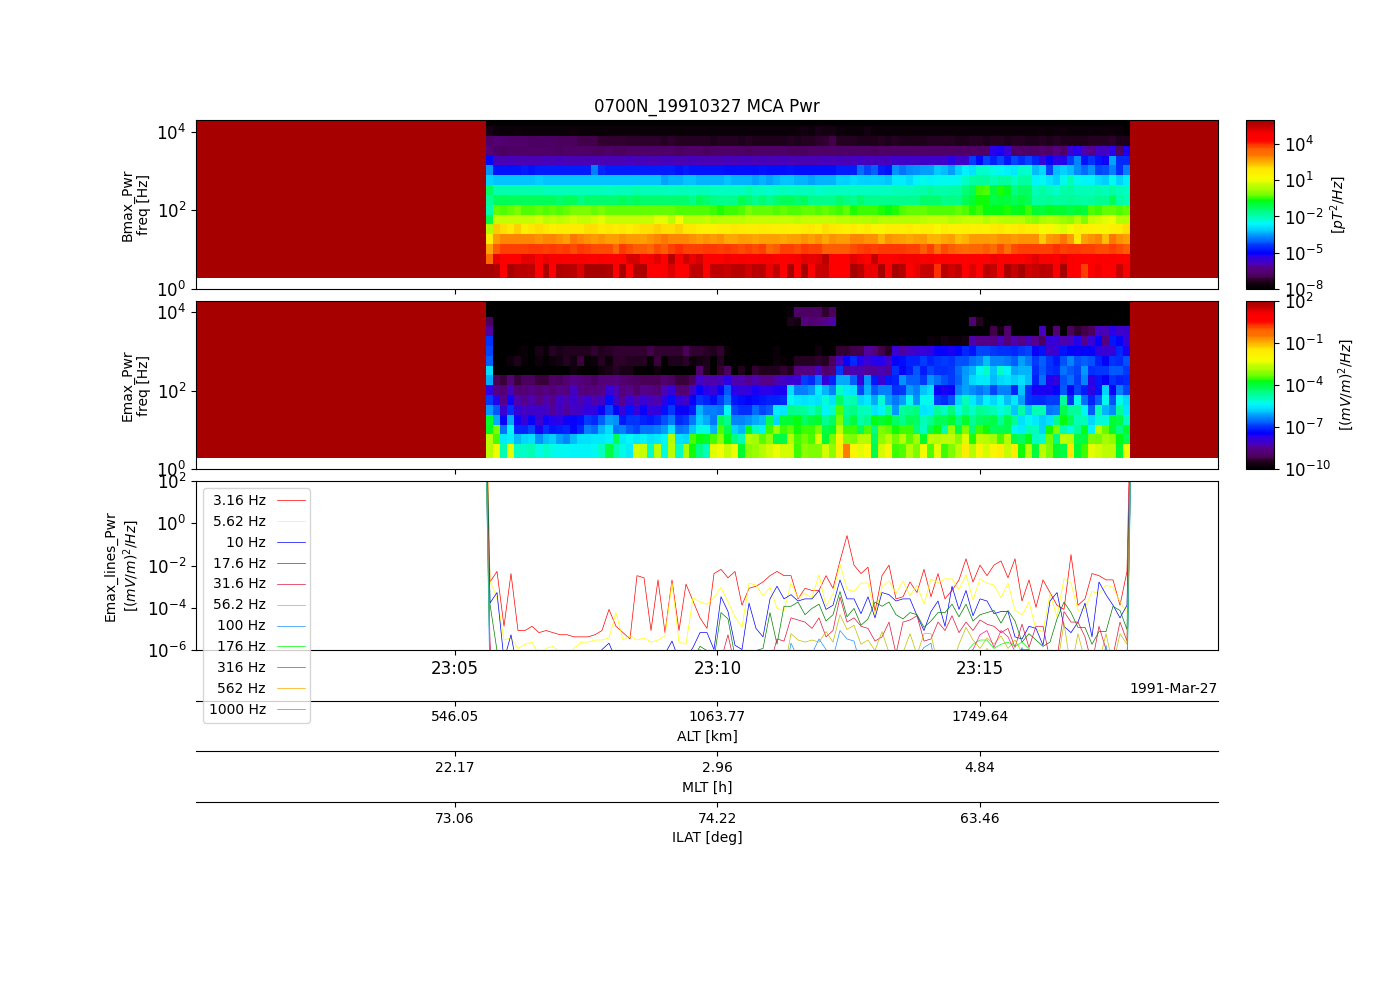 0700N_19910327 MCA Pwr
10^4
10^2
10^0
Bmax_Pwr
freq [Hz]
10^4
10^1
10^-2
10^-5
10^-8
[pT^2/Hz]
10^4
10^2
10^0
Emax_Pwr
freq [Hz]
10^2
10^-1
10^-4
10^-7
10^-10
[(mV/m)^2/Hz]
10^2
10^0
10^-2
10^-4
10^-6
Emax_lines_Pwr
[(mV/m)^2/Hz]
3.16 Hz
5.62 Hz
10 Hz
17.6 Hz
31.6 Hz
56.2 Hz
100 Hz
176 Hz
316 Hz
562 Hz
1000 Hz
23:05 23:10 23:15
1991-Mar-27
546.05 1063.77 1749.64
ALT [km]
22.17 2.96 4.84
MLT [h]
73.06 74.22 63.46
ILAT [deg]